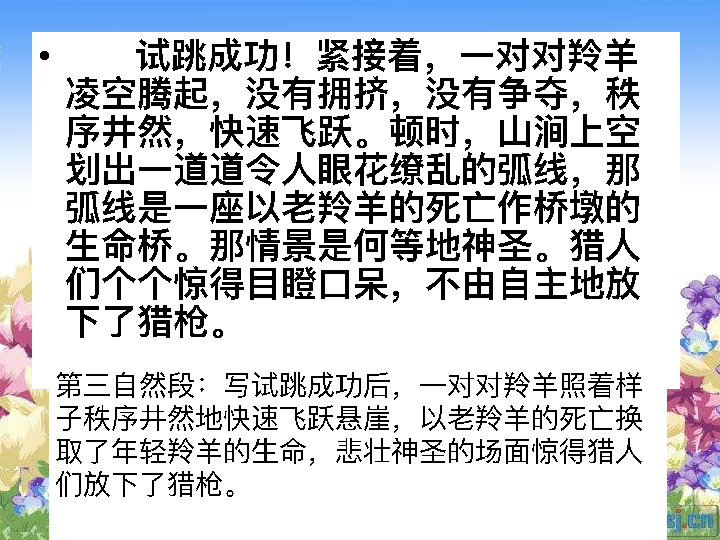 • 试跳成功！紧接着，一对对羚羊
凌空腾起，没有拥挤，没有争夺，秩
序井然，快速飞跃。顿时，山涧上空
划出一道道令人眼花缭乱的弧线，那
弧线是一座以老羚羊的死亡作桥墩的
生命桥。那情景是何等地神圣。猎人
们个个惊得目瞪口呆，不由自主地放
下了猎枪。
第三自然段：写试跳成功后，一对对羚羊照着样
子秩序井然地快速飞跃悬崖，以老羚羊的死亡换
取了年轻羚羊的生命，悲壮神圣的场面惊得猎人
们放下了猎枪。